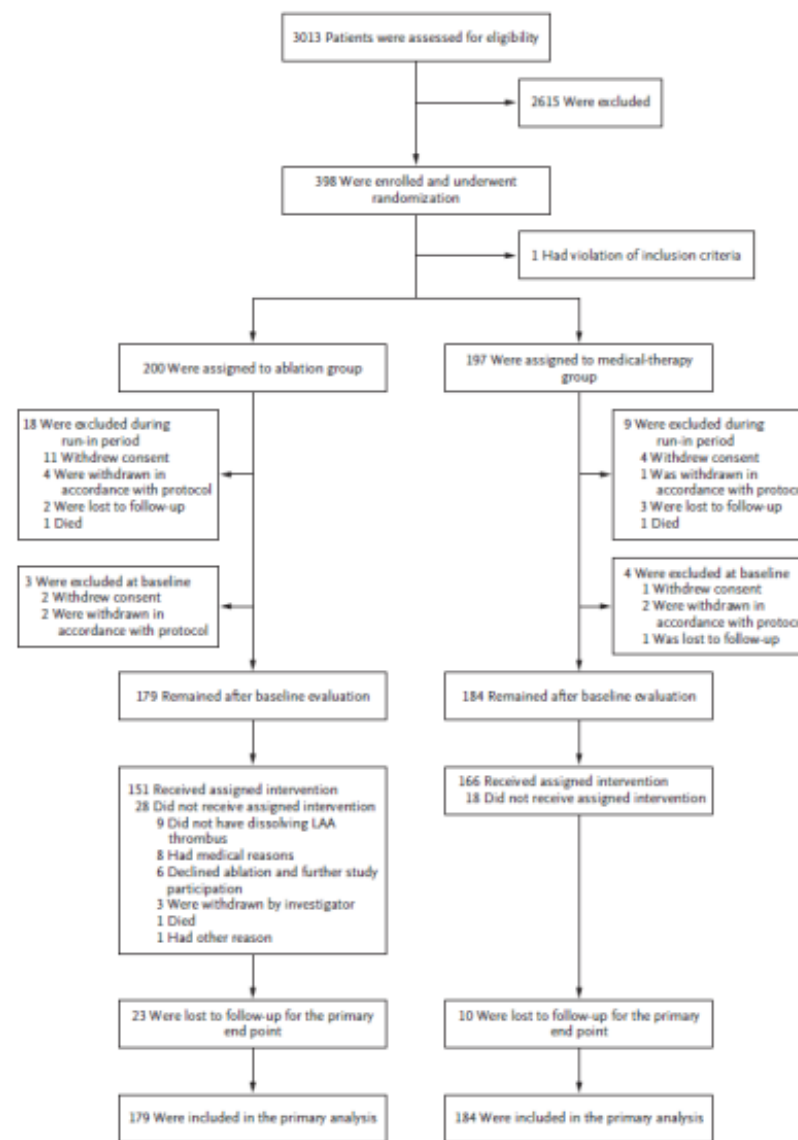 3013 Patients were assessed for eligibility
2615 Were excluded
398 Were enrolled and underwent
randomization
1 Had violation of inclusion criteria
200 Were assigned to ablation group
197 Were assigned to medical-therapy
group
18 Were excluded during
run-in period
11 Withdrew consent
4 Were withdrawn in
accordance with protocol
2 Were lost to follow-up
1 Died
9 Were excluded during
run-in period
4 Withdrew consent
1 Was withdrawn in
accordance with protoco
3 Were lost to follow-up
1 Died
3 Were excluded at baseline
2 Withdrew consent
2 Were withdrawn in
accordance with protocol
4 Were excluded at baseline
1 Withdrew consent
2 Were withdrawn in
accordance with protoco
1 Was lost to follow-up
179 Remained after baseline evaluation
184 Remained after baseline evaluation
151 Received assigned intervention
28 Did not receive assigned intervention
9 Did not have dissolving LAA
thrombus
8 Had medical reasons
6 Declined ablation and further study
participation
3 Were withdrawn by investigator
1 Died
1 Had other reason
166 Received assigned intervention
18 Did not receive assigned intervention
23 Were lost to follow-up for the primary
end point
10 Were lost to follow-up for the primary
end point
179 Were included in the primary analysis
184 Were included in the primary analysis